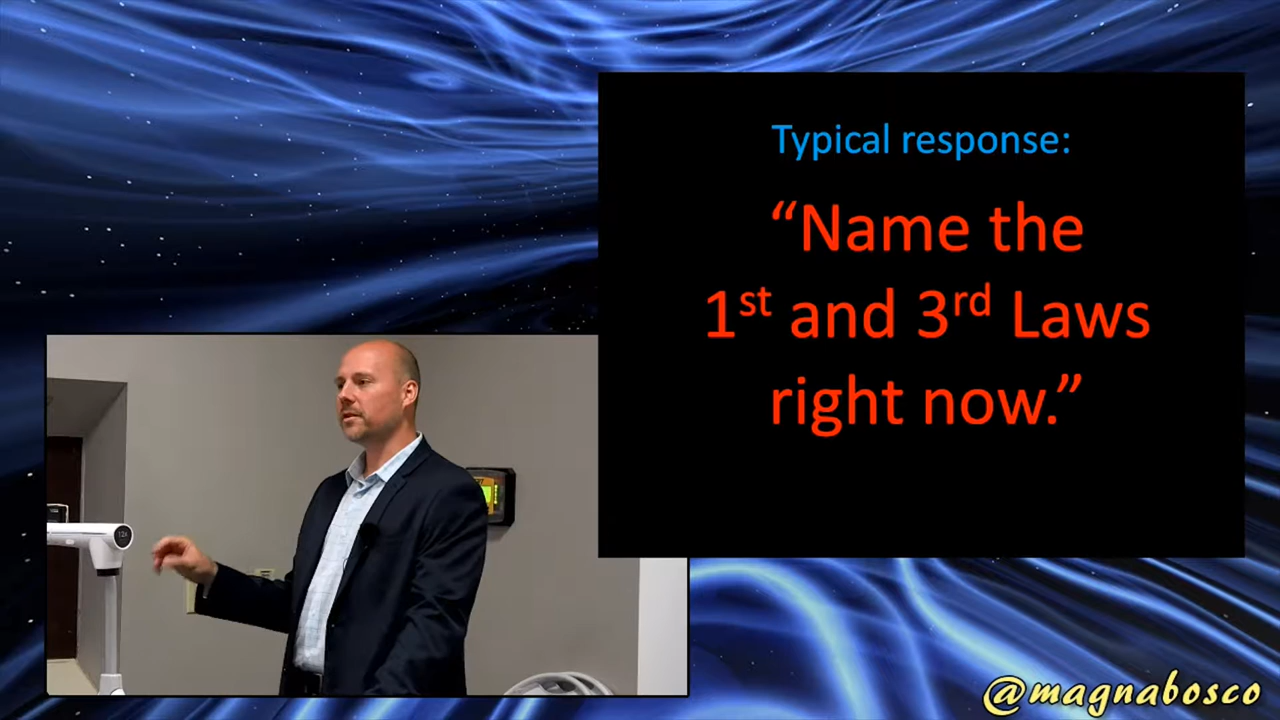 Typical response:
“Name the
1st and 3rd Laws
right now.”
@magnabosco